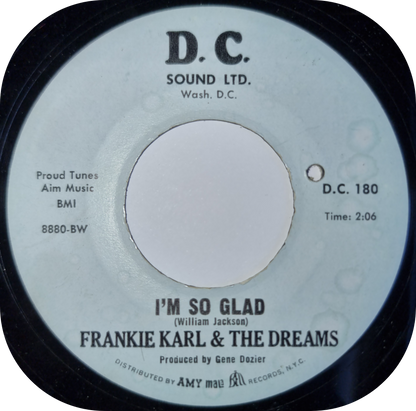 D. C.
SOUND LTD.
Wash. D.C.
Proud Tunes
Aim Music
BMI
8880-BW
D.C. 180
Time: 2:06
I'M SO GLAD
(William Jackson)
FRANKIE KARL & THE DREAMS
Produced by Gene Dozier
DISTRIBUTED BY AMY mala Bell RECORDS, N.Y.C.